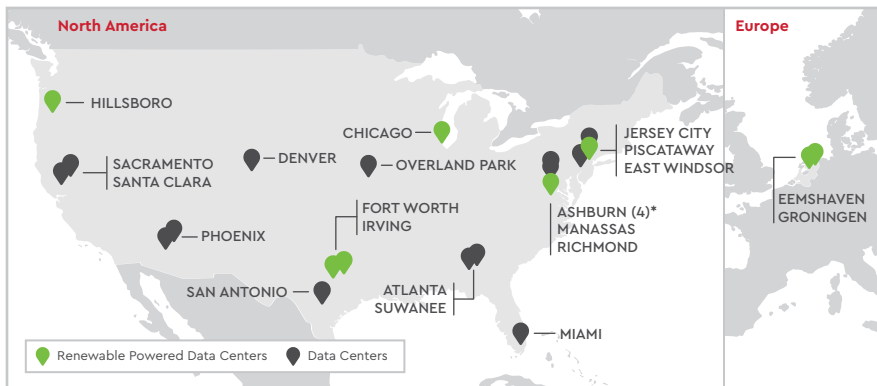 North America
Europe
HILLSBORO
CHICAGO
JERSEY CITY
PISCATAWAY
EAST WINDSOR
SACRAMENTO
SANTA CLARA
DENVER
OVERLAND PARK
EEMSHAVEN
GRONINGEN
FORT WORTH
IRVING
ASHBURN (4)*
MANASSAS
RICHMOND
PHOENIX
SAN ANTONIO
ATLANTA
SUWANEE
MIAMI
Renewable Powered Data Centers
Data Centers